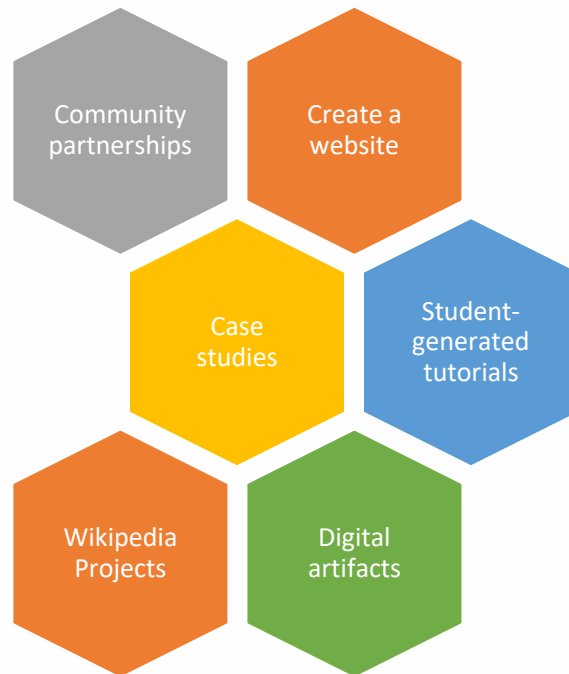 Community
partnerships
Create a
website
Case
studies
Student-
generated
tutorials
Wikipedia
Projects
Digital
artifacts